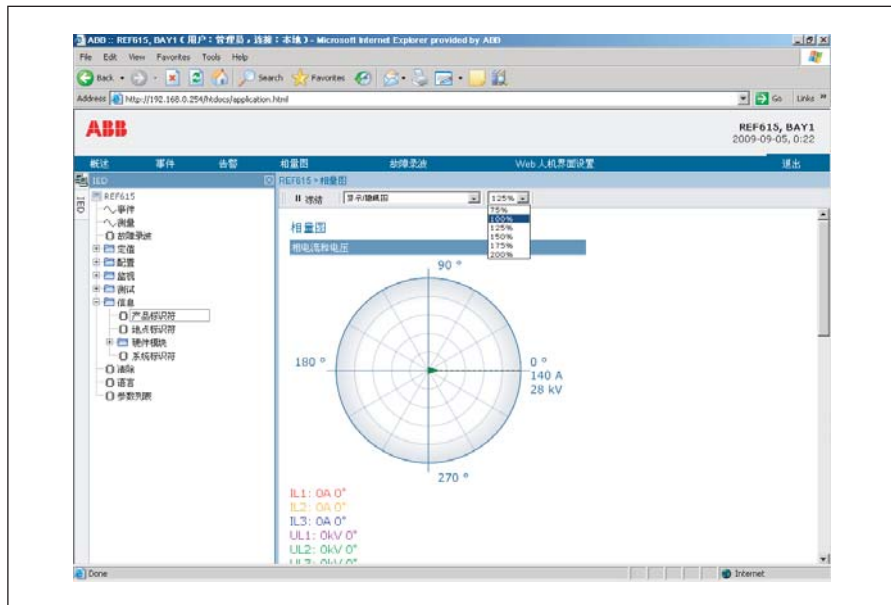 ABB :: REF615, BAY1 ( 用户：管理员，连接：本地 ) - Microsoft Internet Explorer provided by ABB
File Edit View Favorites Tools Help
Back Search Favorites
Address http://192.168.0.254/htdocs/application.html Go Links »
ABB
REF615, BAY1
2009-09-05, 0:22
概述 事件 告警 相量图 故障录波 Web 人机界面设置 退出
IED
IED
REF615 > 相量图
REF615
事件
测量
故障录波
定值
配置
监视
测试
信息
产品标识符
地点标识符
硬件模块
系统标识符
清除
语言
参数列表
冻结 显示/隐藏图 125%
75%
100%
125%
150%
175%
200%
相量图
相电流和电压
90 °
180 °
0 °
140 A
28 kV
270 °
IL1: 0A 0°
IL2: 0A 0°
IL3: 0A 0°
UL1: 0kV 0°
UL2: 0kV 0°
UL3: 0kV 0°
Done Internet